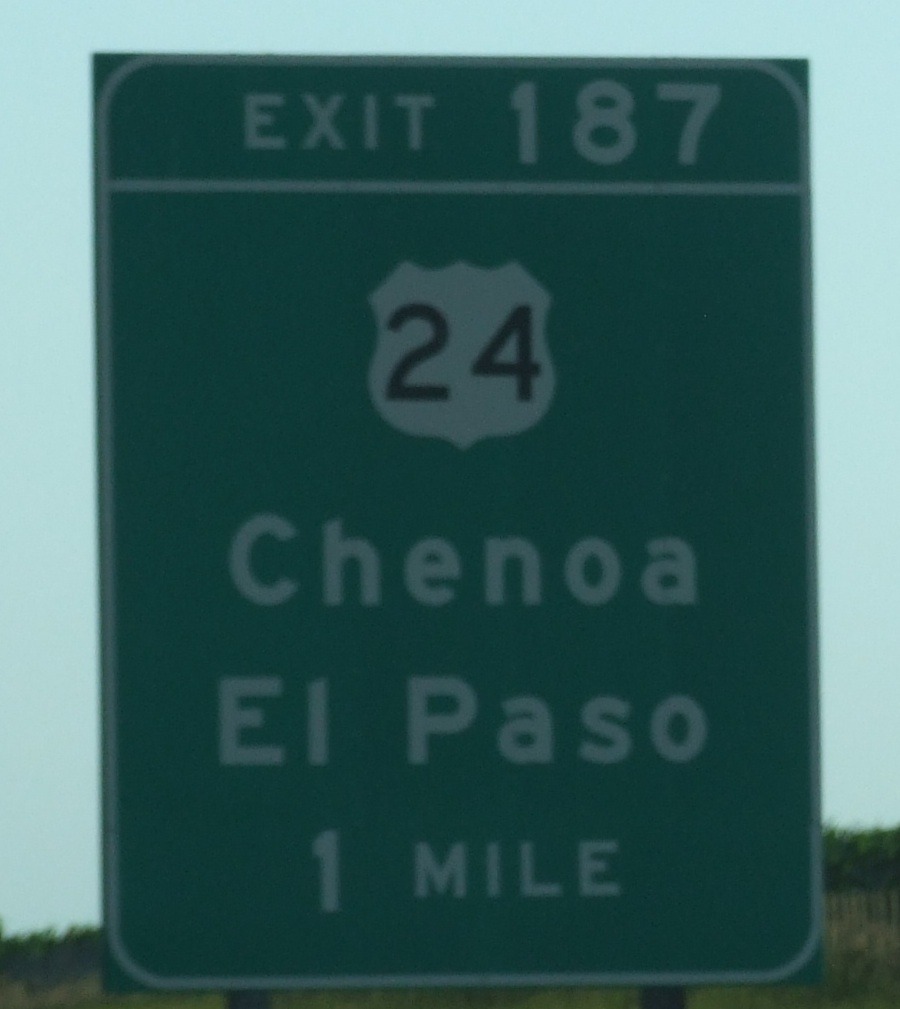 EXIT 187
24
Chenoa
El Paso
1 MILE